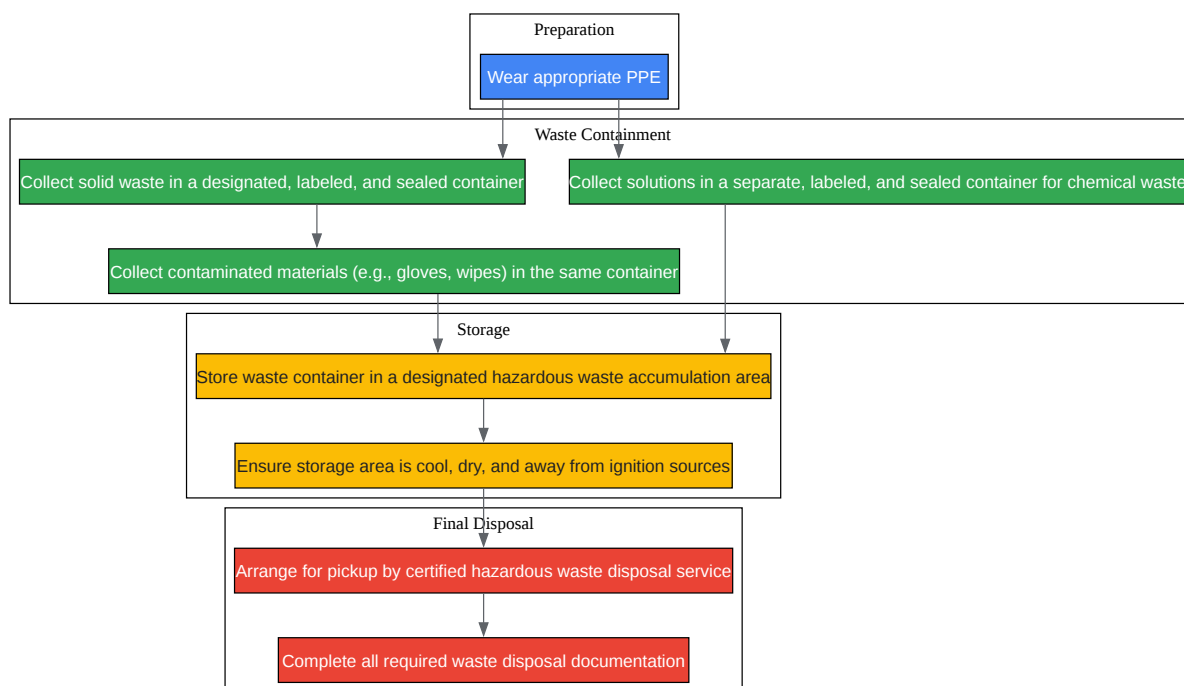 Preparation
Wear appropriate PPE
Waste Containment
Collect solid waste in a designated, labeled, and sealed container
Collect solutions in a separate, labeled, and sealed container for chemical waste
Collect contaminated materials (e.g., gloves, wipes) in the same container
Storage
Store waste container in a designated hazardous waste accumulation area
Ensure storage area is cool, dry, and away from ignition sources
Final Disposal
Arrange for pickup by certified hazardous waste disposal service
Complete all required waste disposal documentation